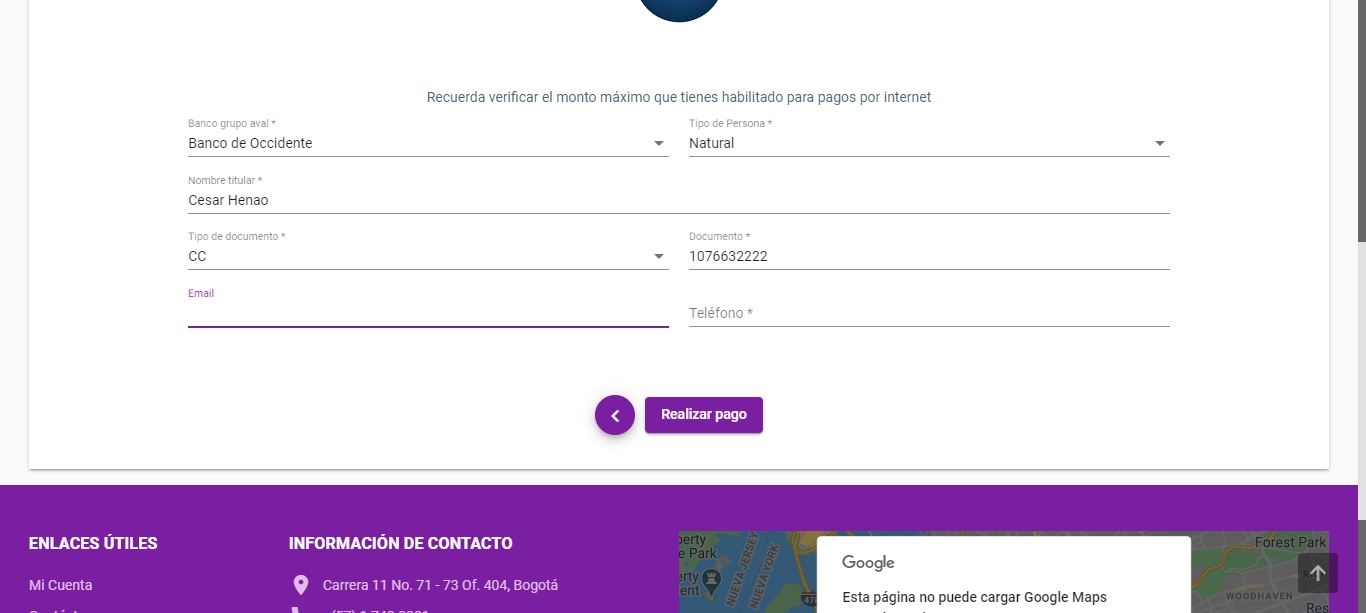 Recuerda verificar el monto máximo que tienes habilitado para pagos por internet
Banco grupo aval *
Banco de Occidente
Tipo de Persona *
Natural
Nombre titular *
Cesar Henao
Tipo de documento *
CC
Documento *
1076632222
Email
Teléfono *
Realizar pago
ENLACES ÚTILES
Mi Cuenta
INFORMACIÓN DE CONTACTO
Carrera 11 No. 71 - 73 Of. 404, Bogotá
Park
NUEVA JERSEY
NUEVA YORK
Google
Esta página no puede cargar Google Maps
Forest Park
WOODHAVEN